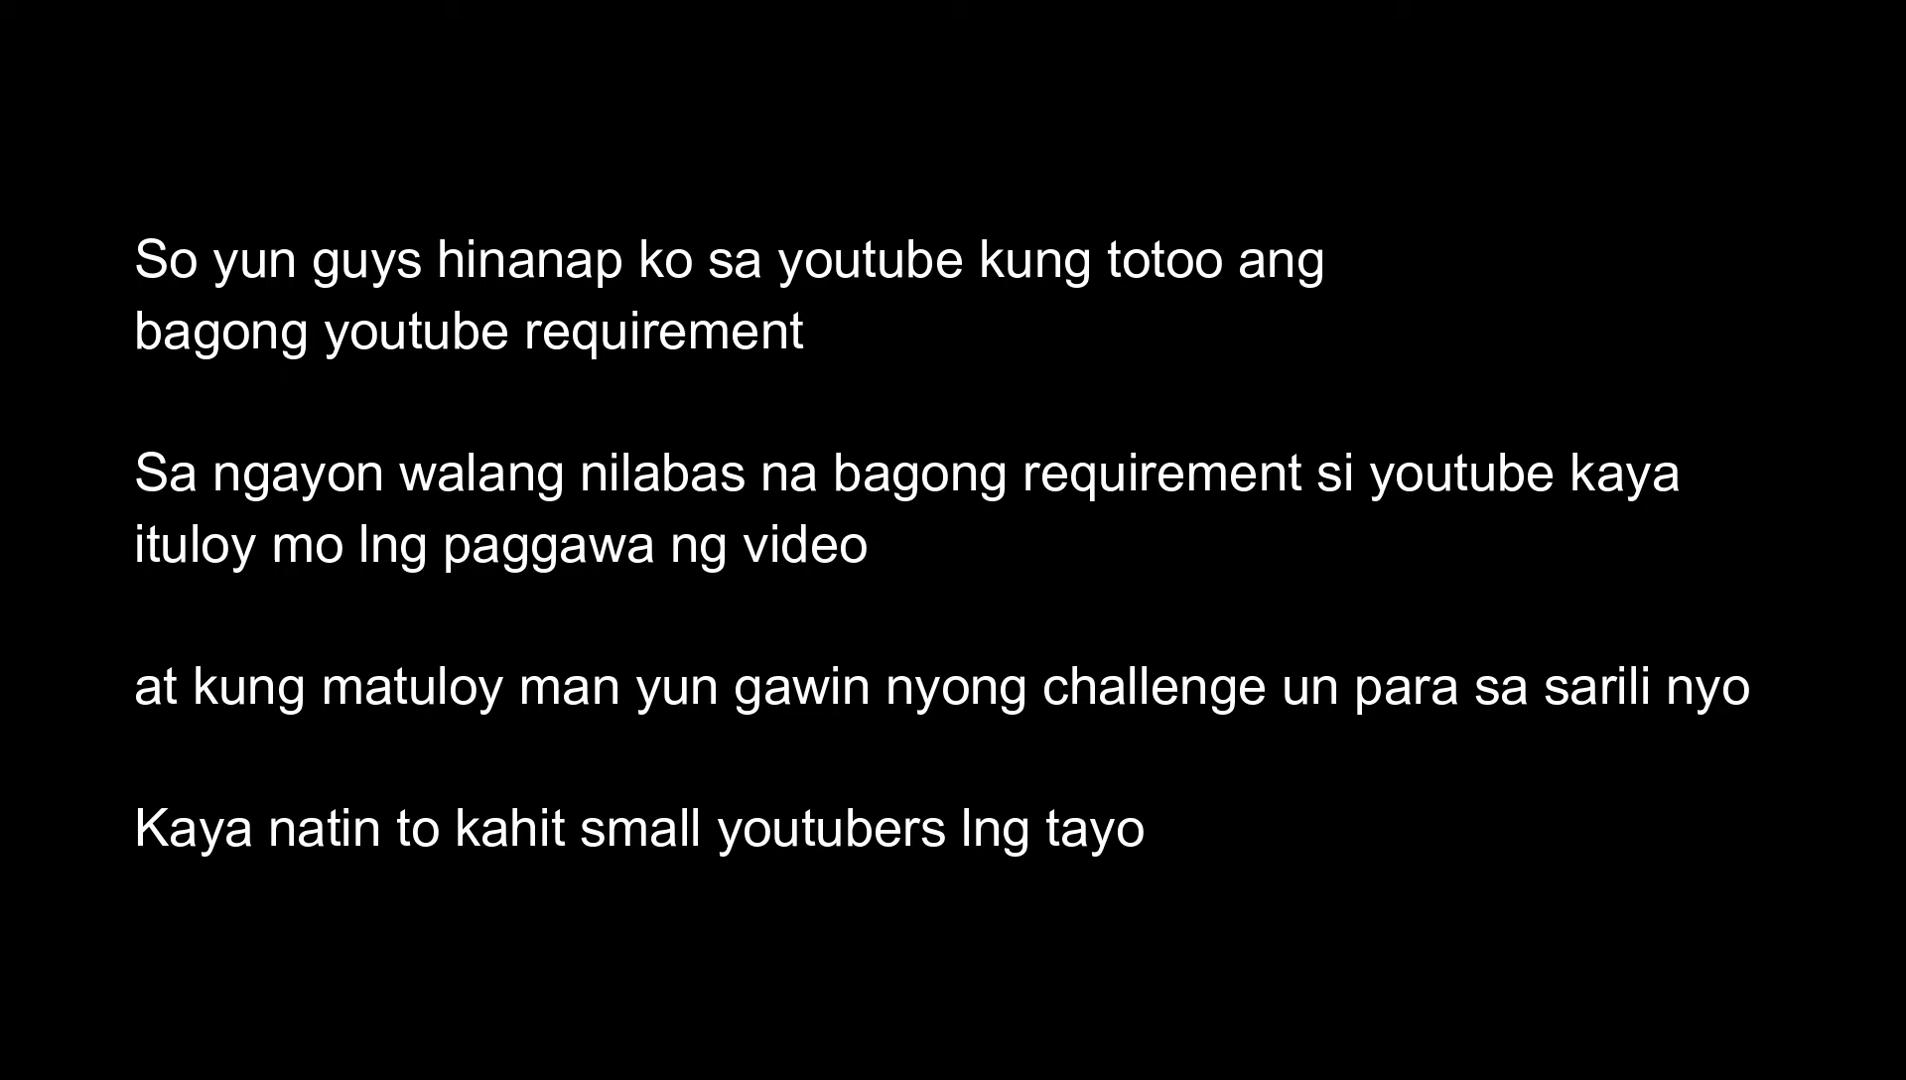 So yun guys hinanap ko sa youtube kung totoo ang
bagong youtube requirement
Sa ngayon walang nilabas na bagong requirement si youtube kaya
ituloy mo lng paggawa ng video
at kung matuloy man yun gawin nyong challenge un para sa sarili nyo
Kaya natin to kahit small youtubers lng tayo